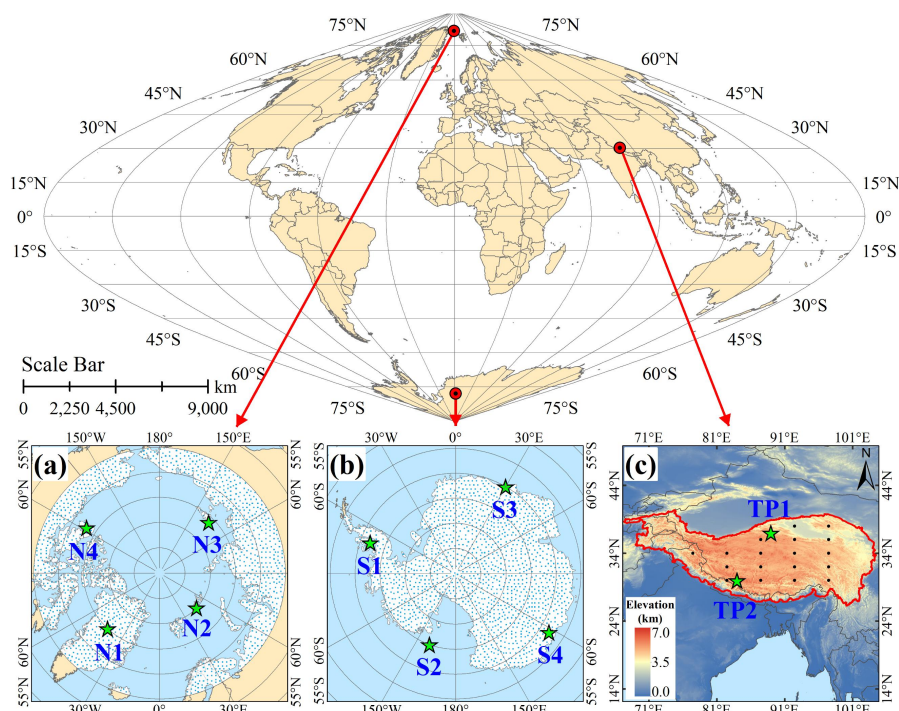 75°N 75°N
60°N 60°N
45°N 45°N
30°N 30°N
15°N 15°N
0° 0°
15°S 15°S
30°S 30°S
45°S 45°S
60°S 60°S
75°S 75°S
Scale Bar
km
0 2,250 4,500 9,000
(a)
150°W 180° 150°E
55°N 55°N
60°N 60°N
N4 N3
N2
N1
60°N 60°N
55°N 55°N
30°W 0° 30°E
(b)
30°W 0° 30°E
55°S 55°S
60°S 60°S
S3
S1
S2 S4
60°S 60°S
55°S 55°S
150°W 180° 150°E
(c)
71°E 81°E 91°E 101°E
N
44°N 44°N
TP1
34°N 34°N
TP2
Elevation
(km)
7.0
3.5
0.0
24°N 24°N
14°N 14°N
71°E 81°E 91°E 101°E